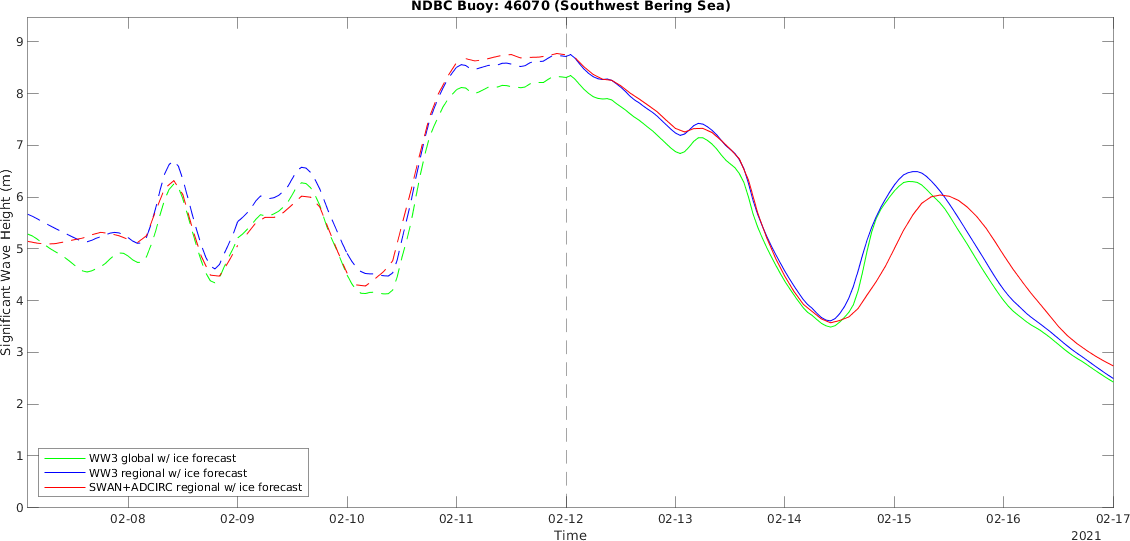 NDBC Buoy: 46070 (Southwest Bering Sea)
Significant Wave Height (m)
9
8
7
6
5
4
3
2
1
0
WW3 global w/ ice forecast
WW3 regional w/ ice forecast
SWAN+ADCIRC regional w/ ice forecast
02-08 02-09 02-10 02-11 02-12 02-13 02-14 02-15 02-16 02-17
Time
2021